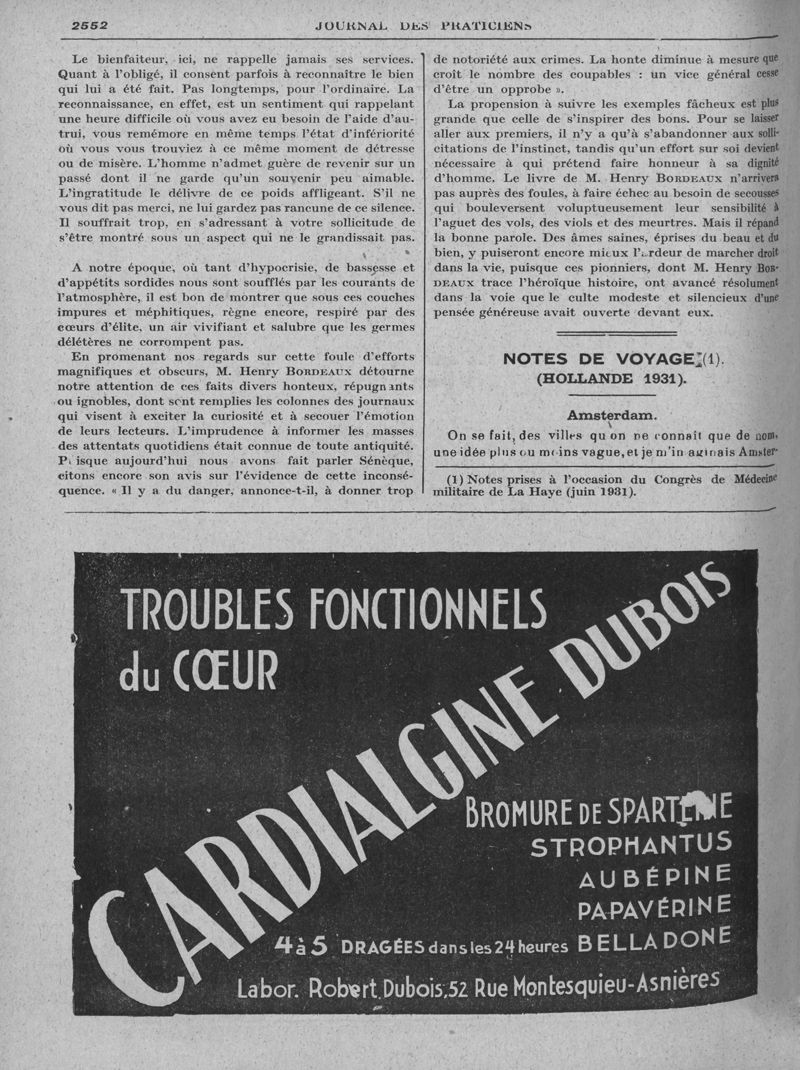 2552
JOURNAL DES PRATICIENS
Le bienfaiteur, ici, ne rappelle jamais ses services.
Quant à l'obligé, il consent parfois à reconnaître le bien
qui lui a été fait. Pas longtemps, pour l'ordinaire. La
reconnaissance, en effet, est un sentiment qui rappelant
une heure difficile où vous avez eu besoin de l'aide d'au-
trui, vous remémore en même temps l'état d'infériorité
où vous vous trouviez à ce même moment de détresse
ou de misère. L'homme n'admet guère de revenir sur un
passé dont il ne garde qu'un souvenir peu aimable.
L'ingratitude le délivre de ce poids affligeant. S'il ne
vous dit pas merci, ne lui gardez pas rancune de ce silence.
Il souffrait trop, en s'adressant à votre sollicitude de
s'être montré sous un aspect qui ne le grandissait pas.
A notre époque, où tant d'hypocrisie, de bassesse et
d'appétits sordides nous sont soufflés par les courants de
l'atmosphère, il est bon de montrer que sous ces couches
impures et méphitiques, règne encore, respiré par des
cœurs d'élite, un air vivifiant et salubre que les germes
délétères ne corrompent pas.
En promenant nos regards sur cette foule d'efforts
magnifiques et obscurs, M. Henry BORDEAUX détourne
notre attention de ces faits divers honteux, répugnants
ou ignobles, dont sont remplies les colonnes des journaux
qui visent à exciter la curiosité et à secouer l'émotion
de leurs lecteurs. L'imprudence à informer les masses
des attentats quotidiens était connue de toute antiquité.
Puisque aujourd'hui nous avons fait parler Sénèque,
citons encore son avis sur l'évidence de cette inconsé-
quence. « Il y a du danger, annonce-t-il, à donner trop
de notoriété aux crimes. La honte diminue à mesure que
croit le nombre des coupables : un vice général cesse
d'être un opprobe ».
La propension à suivre les exemples fâcheux est plus
grande que celle de s'inspirer des bons. Pour se laisser
aller aux premiers, il n'y a qu'à s'abandonner aux solli-
citations de l'instinct, tandis qu'un effort sur soi devient
nécessaire à qui prétend faire honneur à sa dignité
d'homme. Le livre de M. Henry BORDEAUX n'arrivera
pas auprès des foules, à faire échec au besoin de secousses
qui bouleversent voluptueusement leur sensibilité à
l'aguet des vols, des viols et des meurtres. Mais il répand
la bonne parole. Des âmes saines, éprises du beau et du
bien, y puiseront encore mieux l'ardeur de marcher droit
dans la vie, puisque ces pionniers, dont M. Henry BOR-
DEAUX trace l'héroïque histoire, ont avancé résolument
dans la voie que le culte modeste et silencieux d'une
pensée généreuse avait ouverte devant eux.
NOTES DE VOYAGE (1).
(HOLLANDE 1931).
Amsterdam.
On se fait, des villes qu'on ne connaît que de nom,
une idée plus ou moins vague, et je m'imaginais Amster-
(1) Notes prises à l'occasion du Congrès de Médecine
militaire de La Haye (juin 1931).
TROUBLES FONCTIONNELS
du CŒUR
CARDIALGINE DUBOIS
BROMURE DE SPARTEINE
STROPHANTUS
AUBÉPINE
PAPAVÉRINE
4 à 5 DRAGÉES dans les 24 heures BELLADONE
Labor. Robert Dubois, 52 Rue Montesquieu-Asnières